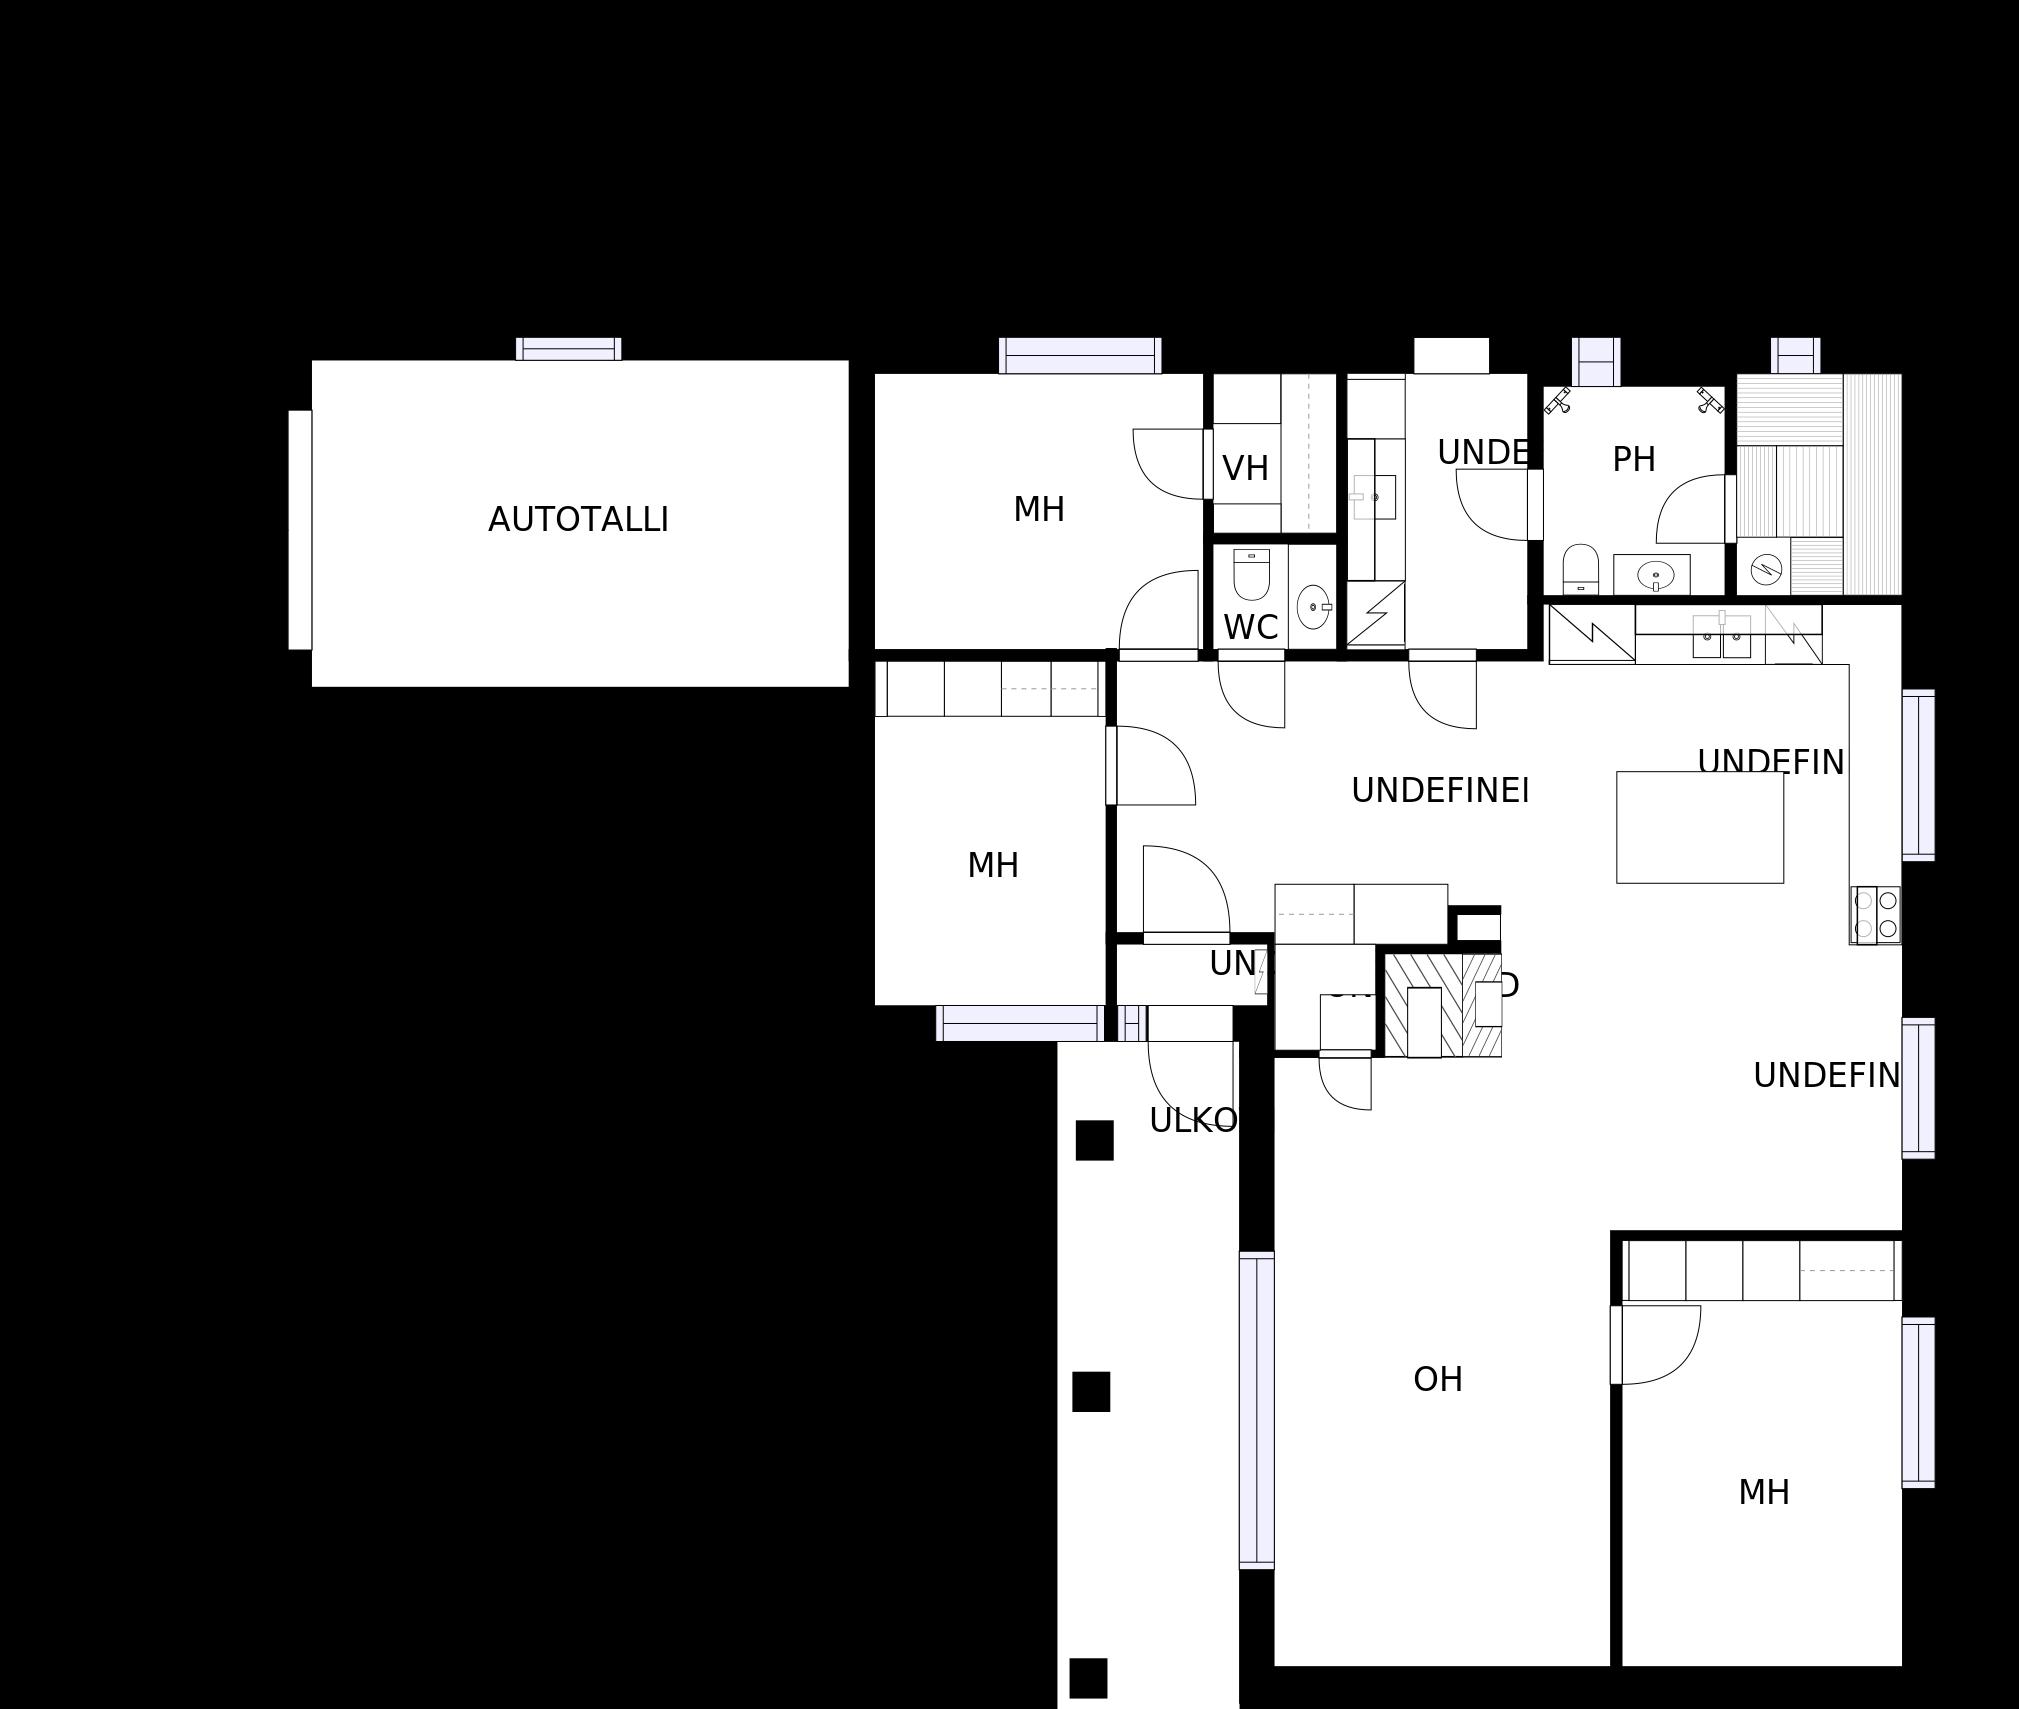 UNDE
PH
VH
MH
AUTOTALLI
WC
UNDEFIN
UNDEFINEI
MH
UN
D
UNDEFIN
ULKO
OH
MH